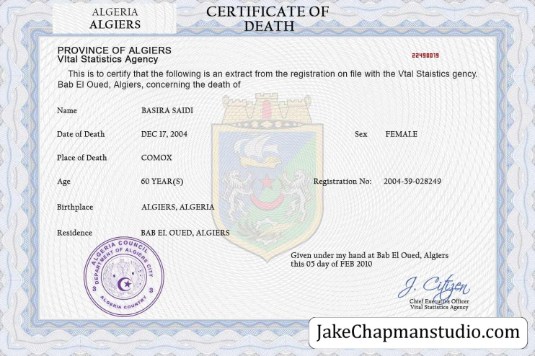 ALGERIA
ALGIERS
CERTIFICATE OF
DEATH
PROVINCE OF ALGIERS
Vital Statistics Agency
22450015
This is to certify that the following is an extract from the registration on file with the Vtal Staistics gency.
Bab El Oued, Algiers, concerning the death of
Name BASIRA SAIDI
Date of Death DEC 17, 2004 Sex FEMALE
Place of Death COMOX
Age 60 YEAR(S) Registration No: 2004-59-028249
Birthplace ALGIERS, ALGERIA
Residence BAB EL OUED, ALGIERS
ALGERIA COUNCIL
DEPARTMENT OF ALGIERS CITY
ALGERIA COUNTRY
Given under my hand at Bab El Oued, Algiers
this 05 day of FEB 2010
J. Citizen
Chief Executive Officer
Vital Statistics Agency
JakeChapmanstudio.com